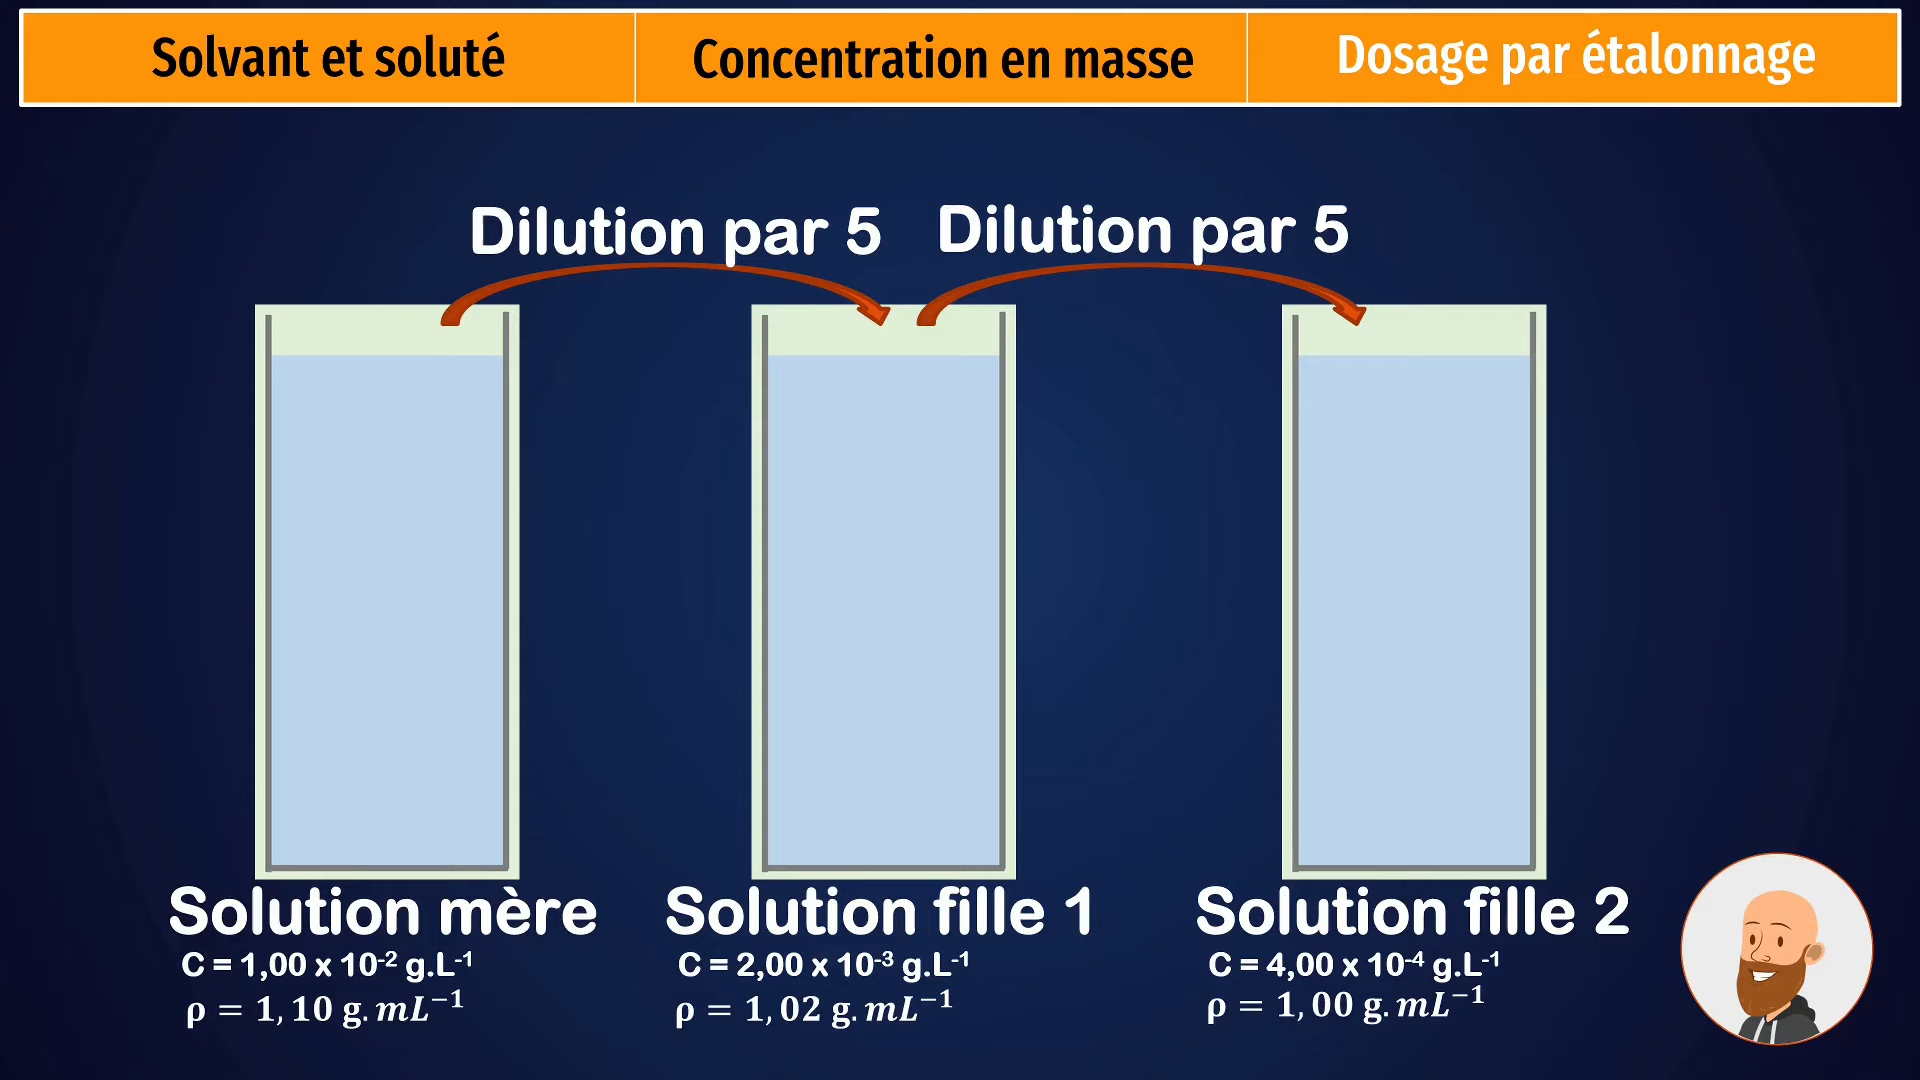 Solvant et soluté
Concentration en masse
Dosage par étalonnage
Dilution par 5
Dilution par 5
Solution mère
C = 1,00 x 10⁻² g.L⁻¹
ρ = 1,10 g.mL⁻¹
Solution fille 1
C = 2,00 x 10⁻³ g.L⁻¹
ρ = 1,02 g.mL⁻¹
Solution fille 2
C = 4,00 x 10⁻⁴ g.L⁻¹
ρ = 1,00 g.mL⁻¹